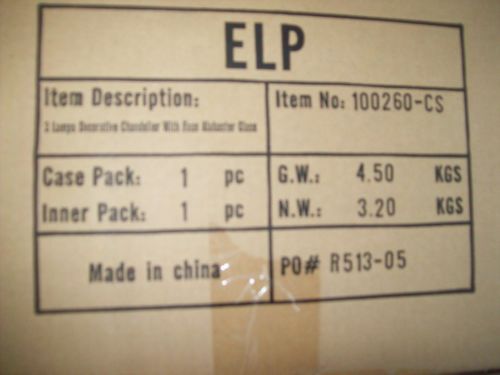 ELP
Item Description:
Item No: 100260-CS
3 Lamps Decorative Chandelier With Faux Alabaster Glass
Case Pack: 1 pc
G.W.: 4.50 KGS
Inner Pack: 1 pc
N.W.: 3.20 KGS
Made in china
PO# R513-05